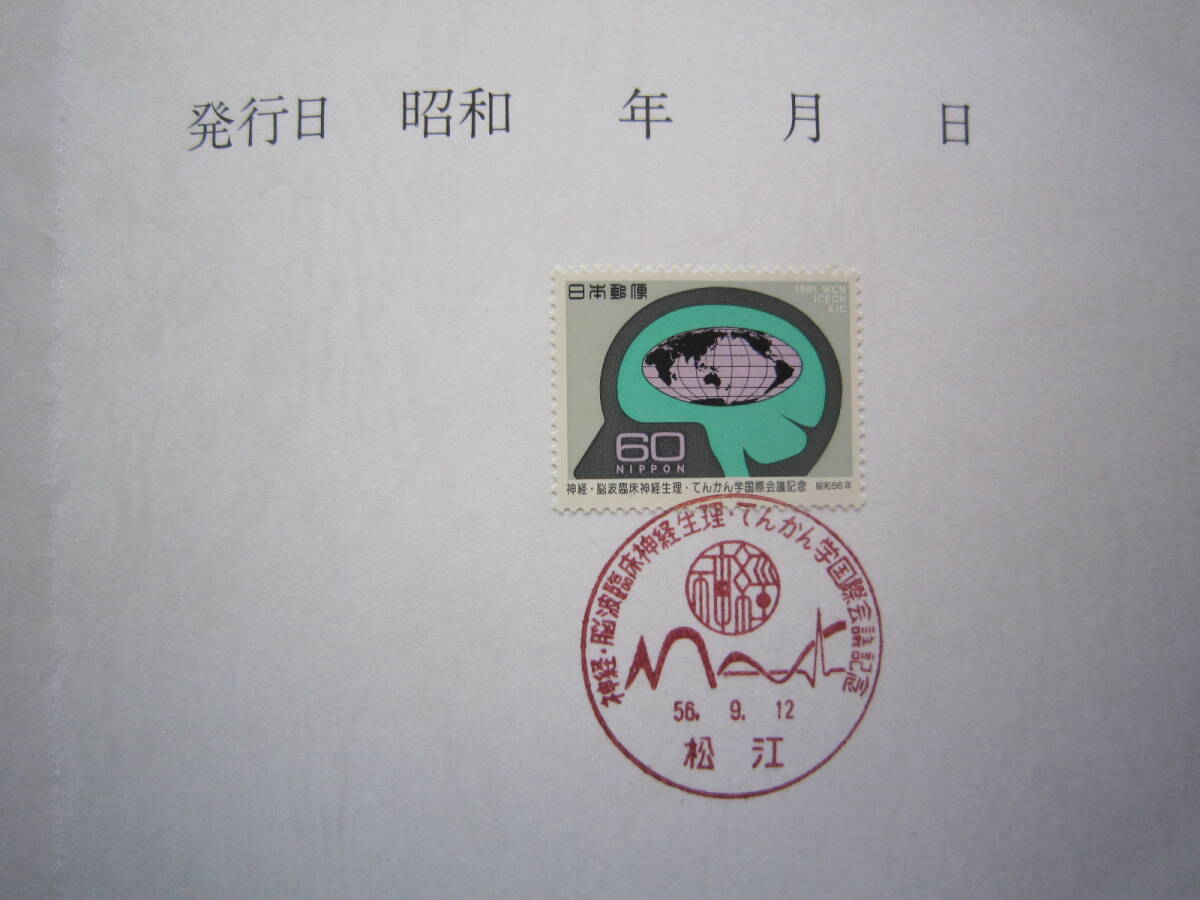 発行日 昭和 年 月 日
日本郵便
1981 WCN
ICECN
EIC
60
NIPPON
神経・脳波臨床神経生理・てんかん学国際会議記念 昭和56年
神経・脳波臨床神経生理・てんかん学国際会議記念
56. 9. 12
松江